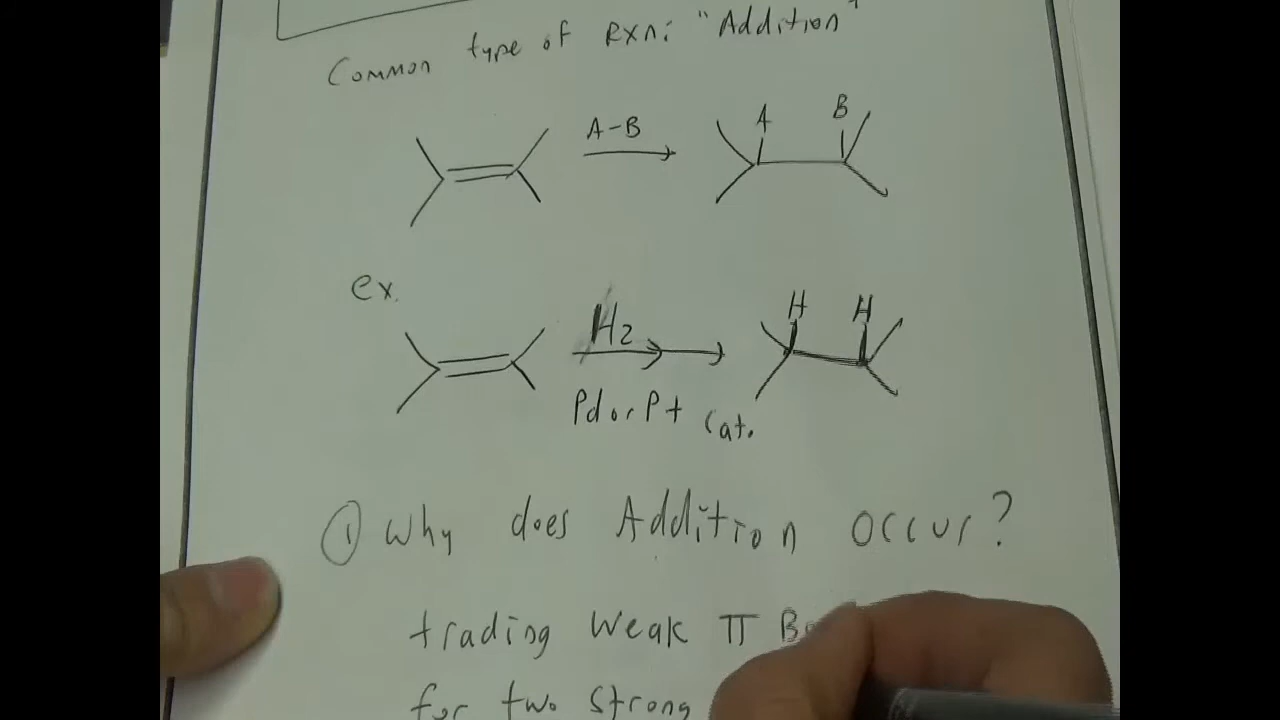 Common type of rxn: "Addition"
A-B
A B
ex.
H2
H H
Pd or Pt cat.
① Why does Addition occur?
trading weak π
for two strong